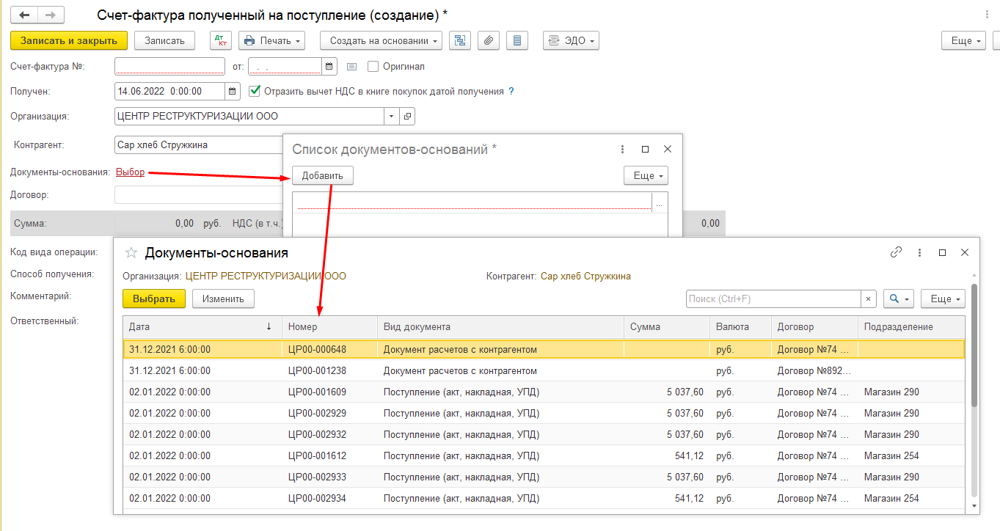 Счет-фактура полученный на поступление (создание) *
Записать и закрыть Записать Дт Кт Печать Создать на основании ЭДО Еще
Счет-фактура №: от: . . Оригинал
Получен: 14.06.2022 0:00:00 Отразить вычет НДС в книге покупок датой получения ?
Организация: ЦЕНТР РЕСТРУКТУРИЗАЦИИ ООО
Контрагент: Сар хлеб Стружкина
Список документов-оснований *
Документы-основания: Выбор
Добавить Еще
Договор:
...
Сумма: 0,00 руб. НДС (в т.ч.) 0,00
Код вида операции:
Способ получения:
Комментарий:
Ответственный:
Документы-основания
Организация: ЦЕНТР РЕСТРУКТУРИЗАЦИИ ООО Контрагент: Сар хлеб Стружкина
Выбрать Изменить Поиск (Ctrl+F) × Еще
Дата ↓ Номер Вид документа Сумма Валюта Договор Подразделение
31.12.2021 6:00:00 ЦР00-000648 Документ расчетов с контрагентом руб. Договор №74 ...
31.12.2021 6:00:00 ЦР00-001238 Документ расчетов с контрагентом руб. Договор №892...
02.01.2022 0:00:00 ЦР00-001609 Поступление (акт, накладная, УПД) 5 037,60 руб. Договор №74 ... Магазин 290
02.01.2022 0:00:00 ЦР00-002929 Поступление (акт, накладная, УПД) 5 037,60 руб. Договор №74 ... Магазин 290
02.01.2022 0:00:00 ЦР00-002932 Поступление (акт, накладная, УПД) 5 037,60 руб. Договор №74 ... Магазин 290
02.01.2022 0:00:00 ЦР00-001612 Поступление (акт, накладная, УПД) 541,12 руб. Договор №74 ... Магазин 254
02.01.2022 0:00:00 ЦР00-002933 Поступление (акт, накладная, УПД) 5 037,60 руб. Договор №74 ... Магазин 290
02.01.2022 0:00:00 ЦР00-002934 Поступление (акт, накладная, УПД) 541,12 руб. Договор №74 ... Магазин 254